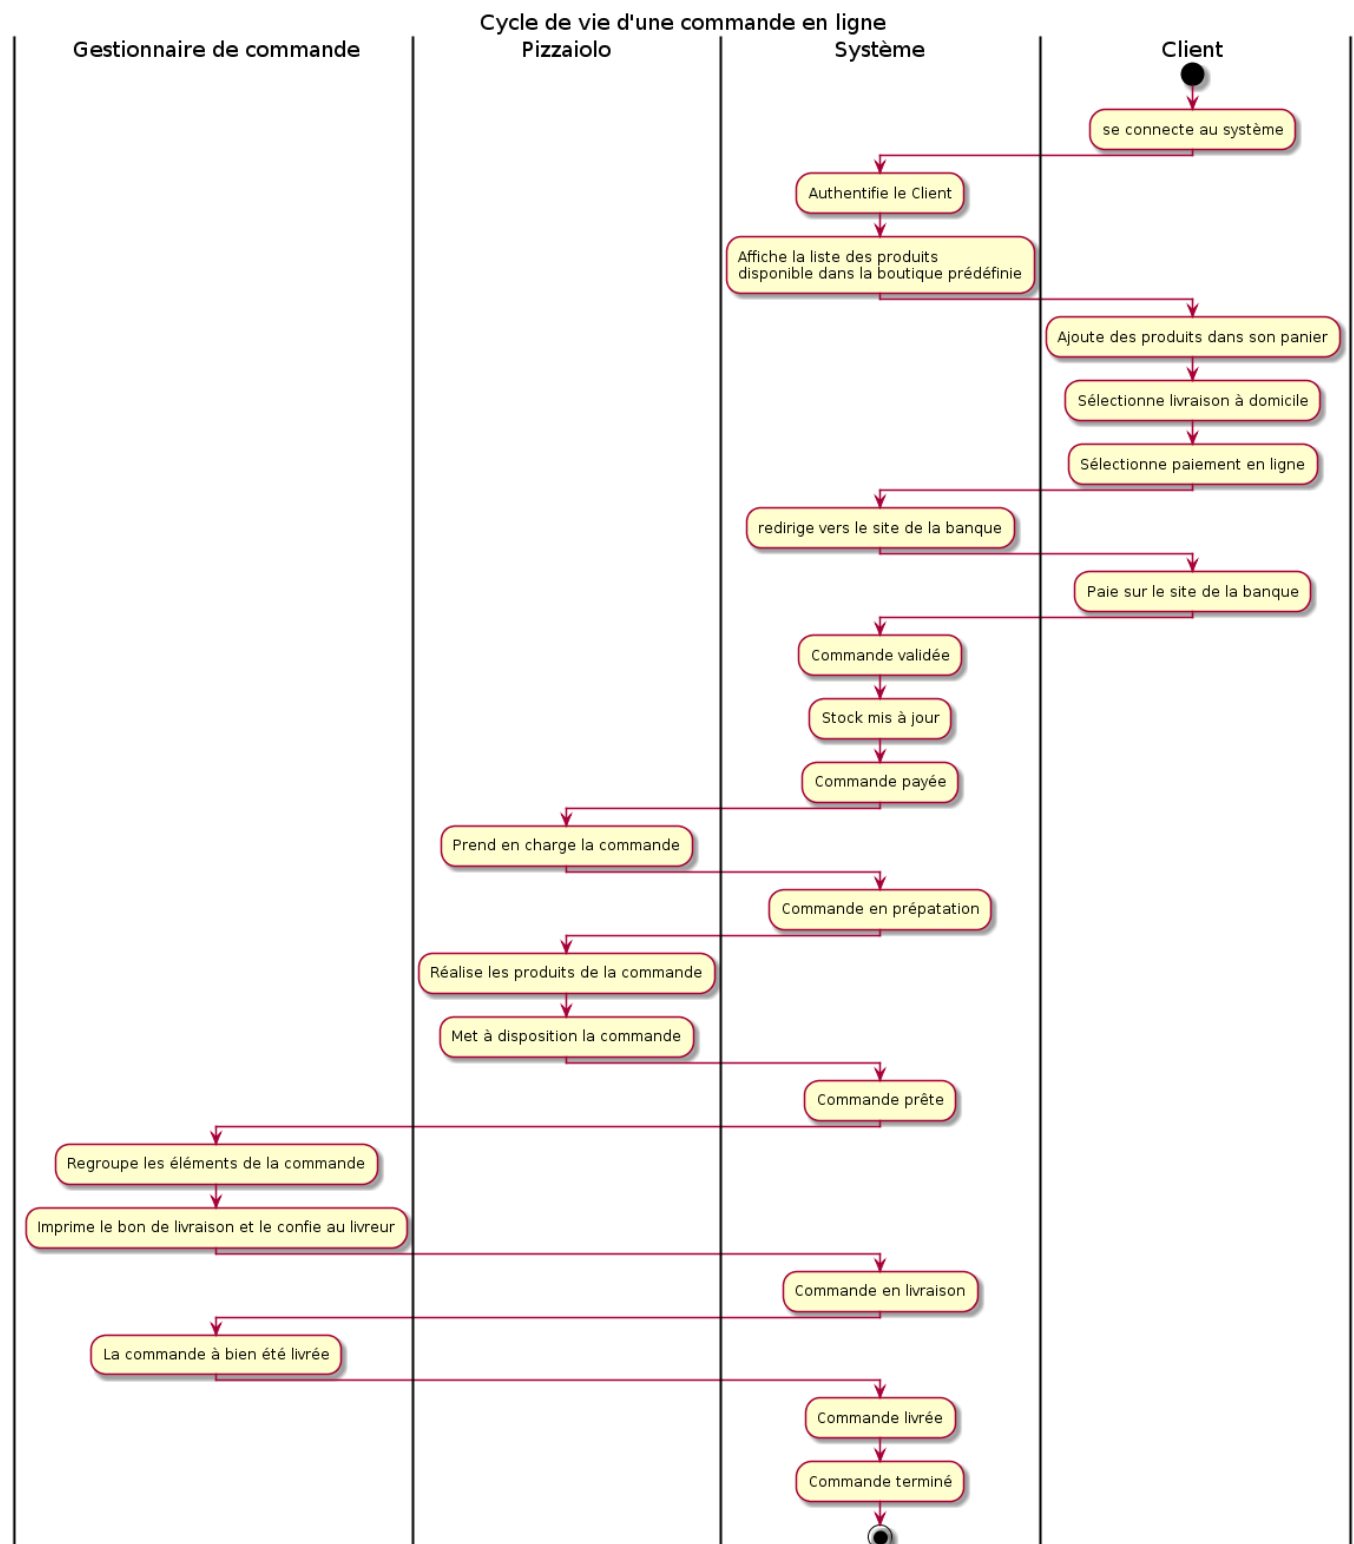 Cycle de vie d'une commande en ligne
Gestionnaire de commande
Pizzaiolo
Système
Client
se connecte au système
Authentifie le Client
Affiche la liste des produits
disponible dans la boutique prédéfinie
Ajoute des produits dans son panier
Sélectionne livraison à domicile
Sélectionne paiement en ligne
redirige vers le site de la banque
Paie sur le site de la banque
Commande validée
Stock mis à jour
Commande payée
Prend en charge la commande
Commande en prépatation
Réalise les produits de la commande
Met à disposition la commande
Commande prête
Regroupe les éléments de la commande
Imprime le bon de livraison et le confie au livreur
Commande en livraison
La commande à bien été livrée
Commande livrée
Commande terminé